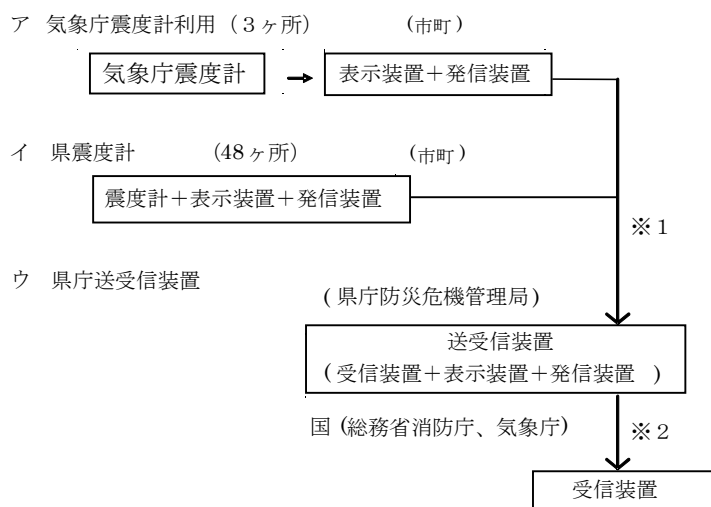 ア 気象庁震度計利用（３ヶ所） (市町)
気象庁震度計 → 表示装置＋発信装置
イ 県震度計 (48ヶ所) (市町)
震度計＋表示装置＋発信装置
※１
ウ 県庁送受信装置
(県庁防災危機管理局)
送受信装置
(受信装置＋表示装置＋発信装置 )
国 (総務省消防庁、気象庁) ※２
受信装置